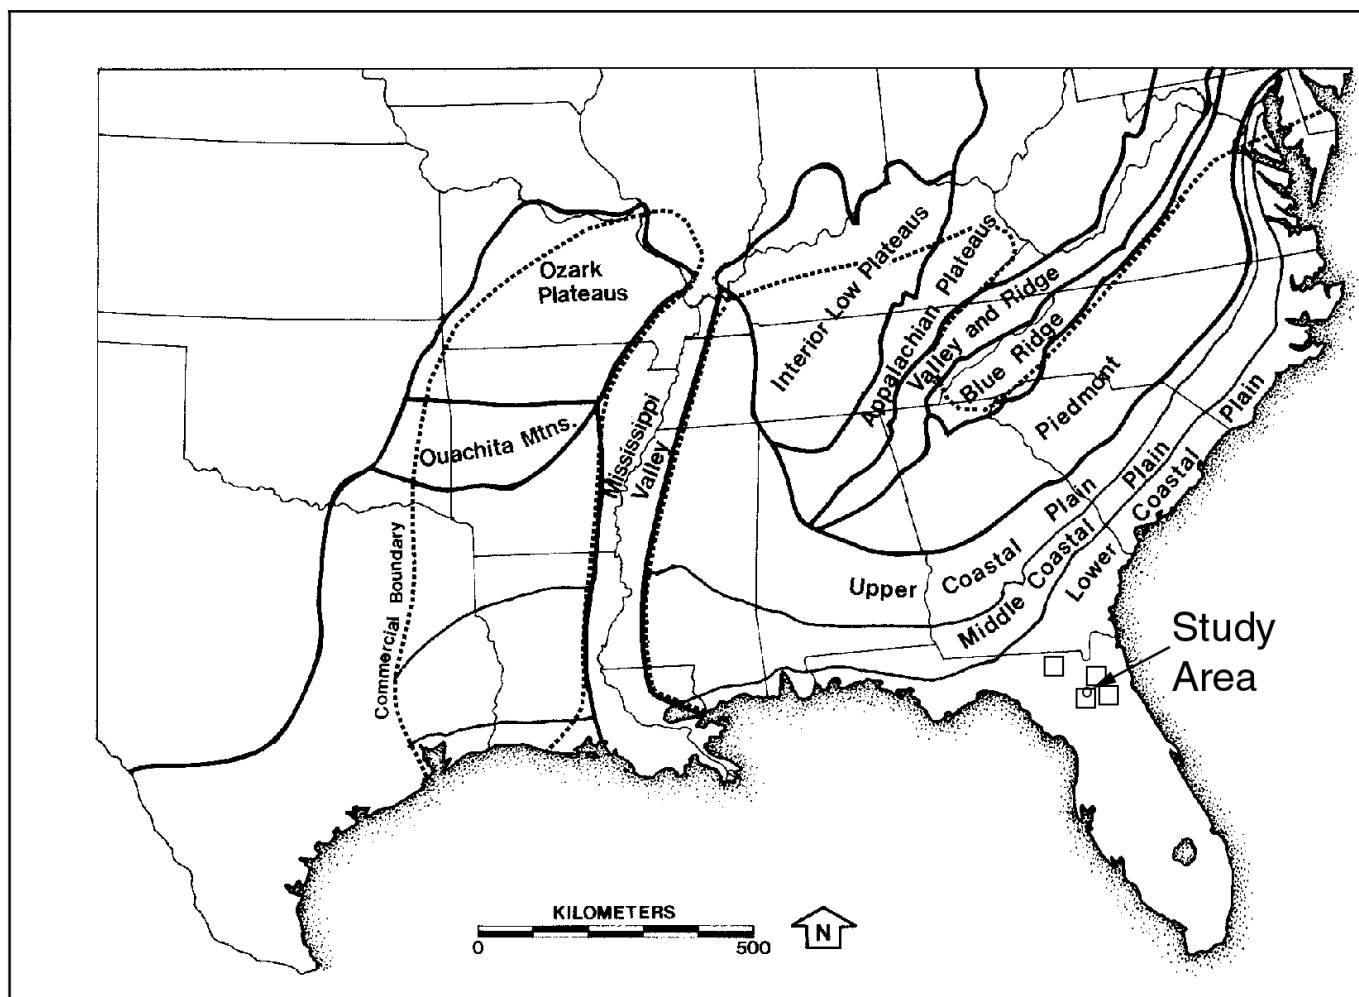 Ozark
Plateaus
Interior Low Plateaus
Appalachian Plateaus
Valley and Ridge
Blue Ridge
Piedmont
Ouachita Mtns.
Mississippi
Valley
Commercial Boundary
Upper Coastal Plain
Middle Coastal Plain
Lower Coastal Plain
Study
Area
KILOMETERS
0 500
N